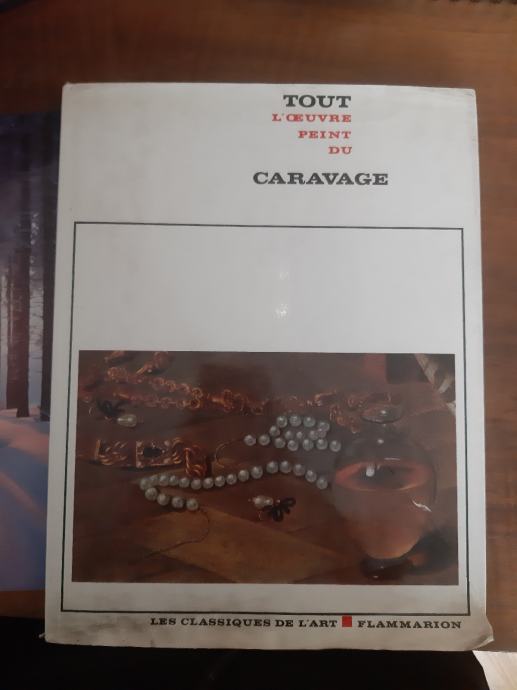 TOUT
L'ŒUVRE
PEINT
DU
CARAVAGE
LES CLASSIQUES DE L'ART FLAMMARION